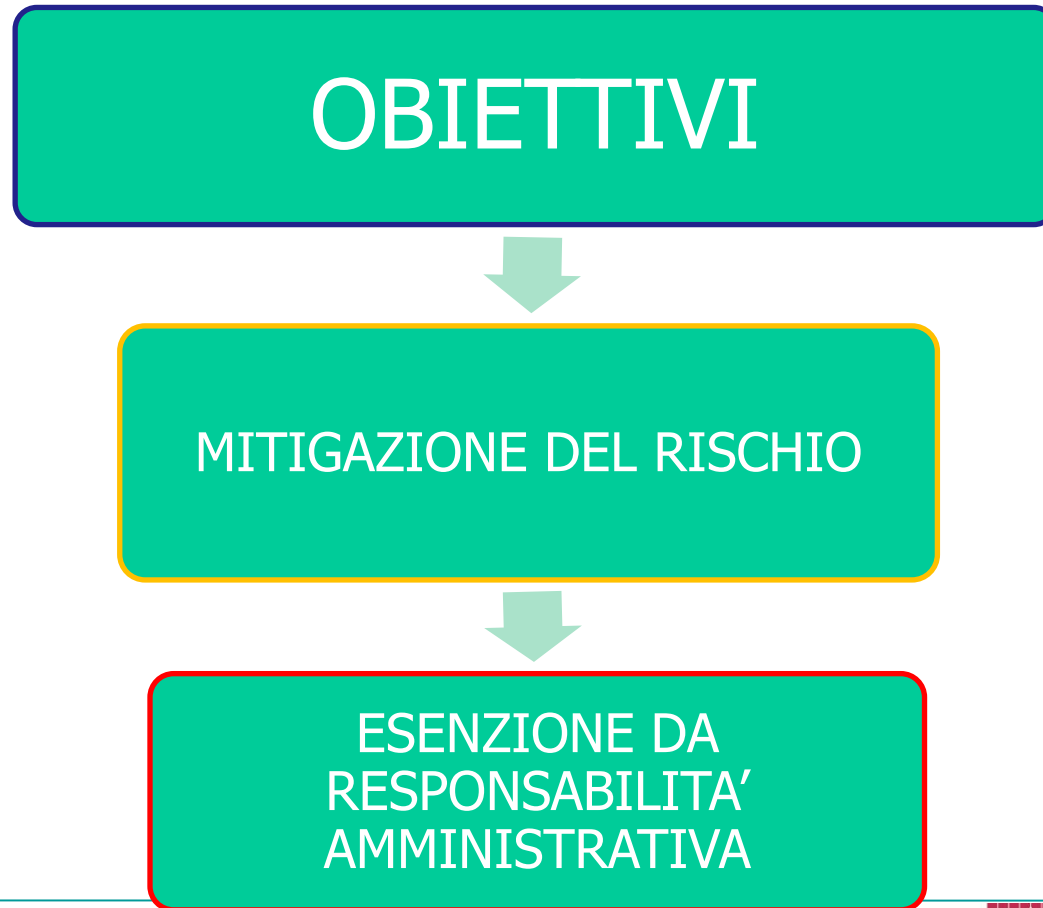 OBIETTIVI
MITIGAZIONE DEL RISCHIO
ESENZIONE DA
RESPONSABILITA’
AMMINISTRATIVA